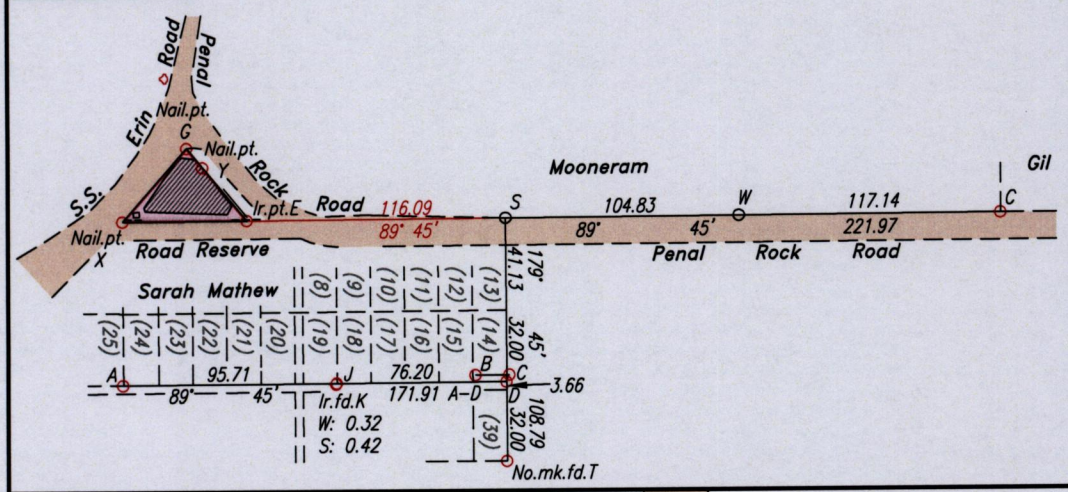 Road
Penal
Erin
S.S.
Nail.pt.
G
Nail.pt.
Y
Rock
Road
Ir.pt.E
Nail.pt.
X
Road Reserve
Mooneram
Gil
116.09
89° 45'
S
104.83
W
117.14
C
89° 45'
221.97
Penal Rock Road
Sarah Mathew
(8)
(9)
(10)
(11)
(12)
(13)
179° 45'
41.13
32.00
(25)
(24)
(23)
(22)
(21)
(20)
(19)
(18)
(17)
(16)
(15)
(14)
A
95.71
J
76.20
B
C
D
3.66
89° 45'
171.91 A-D
Ir.fd.K
W: 0.32
S: 0.42
(39)
108.79
32.00
No.mk.fd.T